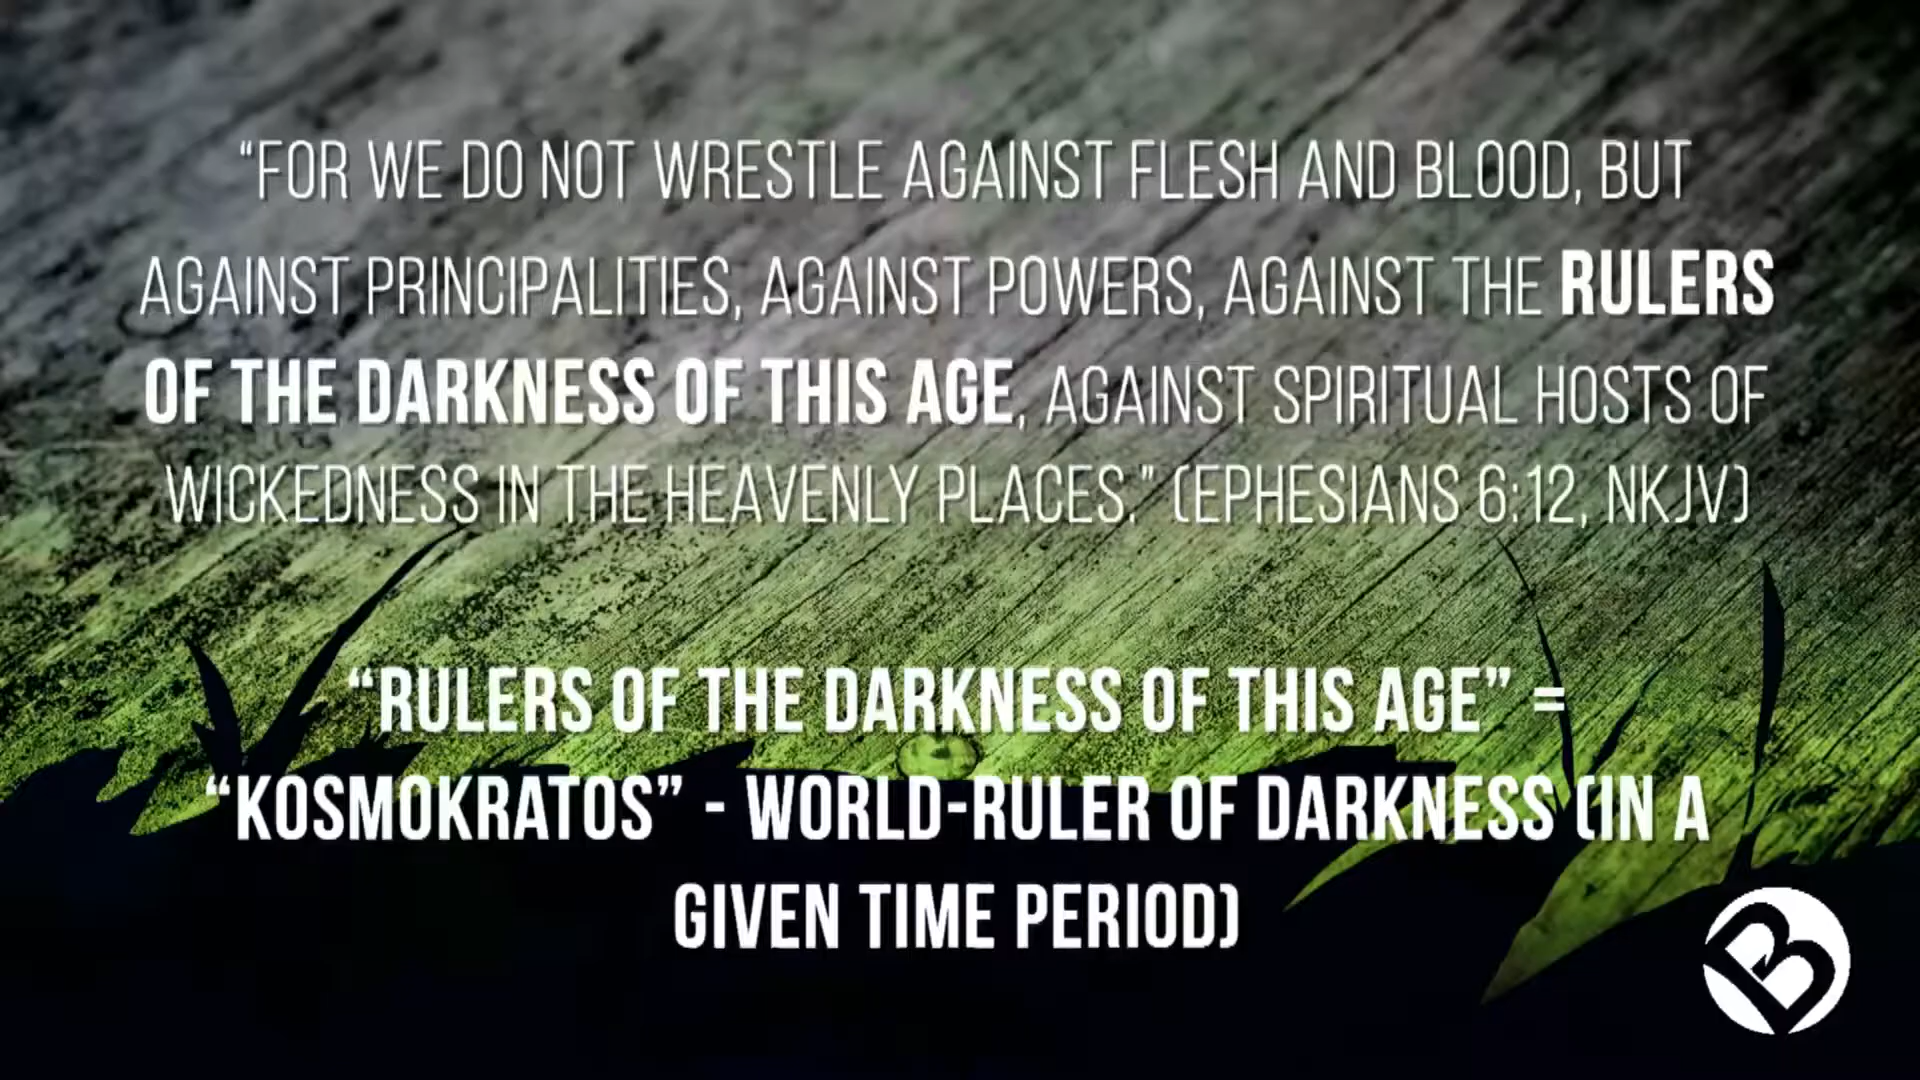 “FOR WE DO NOT WRESTLE AGAINST FLESH AND BLOOD, BUT
AGAINST PRINCIPALITIES, AGAINST POWERS, AGAINST THE RULERS
OF THE DARKNESS OF THIS AGE, AGAINST SPIRITUAL HOSTS OF
WICKEDNESS IN THE HEAVENLY PLACES.” (EPHESIANS 6:12, NKJV)
“RULERS OF THE DARKNESS OF THIS AGE” =
“KOSMOKRATOS” - WORLD-RULER OF DARKNESS (IN A
GIVEN TIME PERIOD)
B